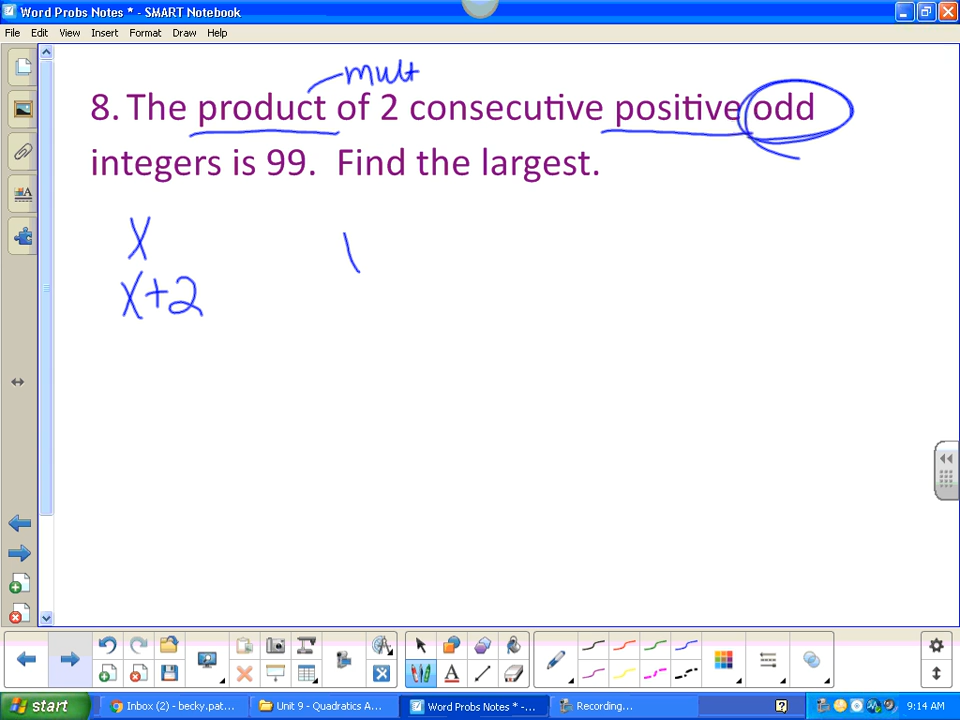 Word Probs Notes * - SMART Notebook
File Edit View Insert Format Draw Help
mult
8. The product of 2 consecutive positive odd
integers is 99. Find the largest.
X
X+2
start
Inbox (2) - becky.pat...
Unit 9 - Quadratics A...
Word Probs Notes * -...
Recording...
9:14 AM